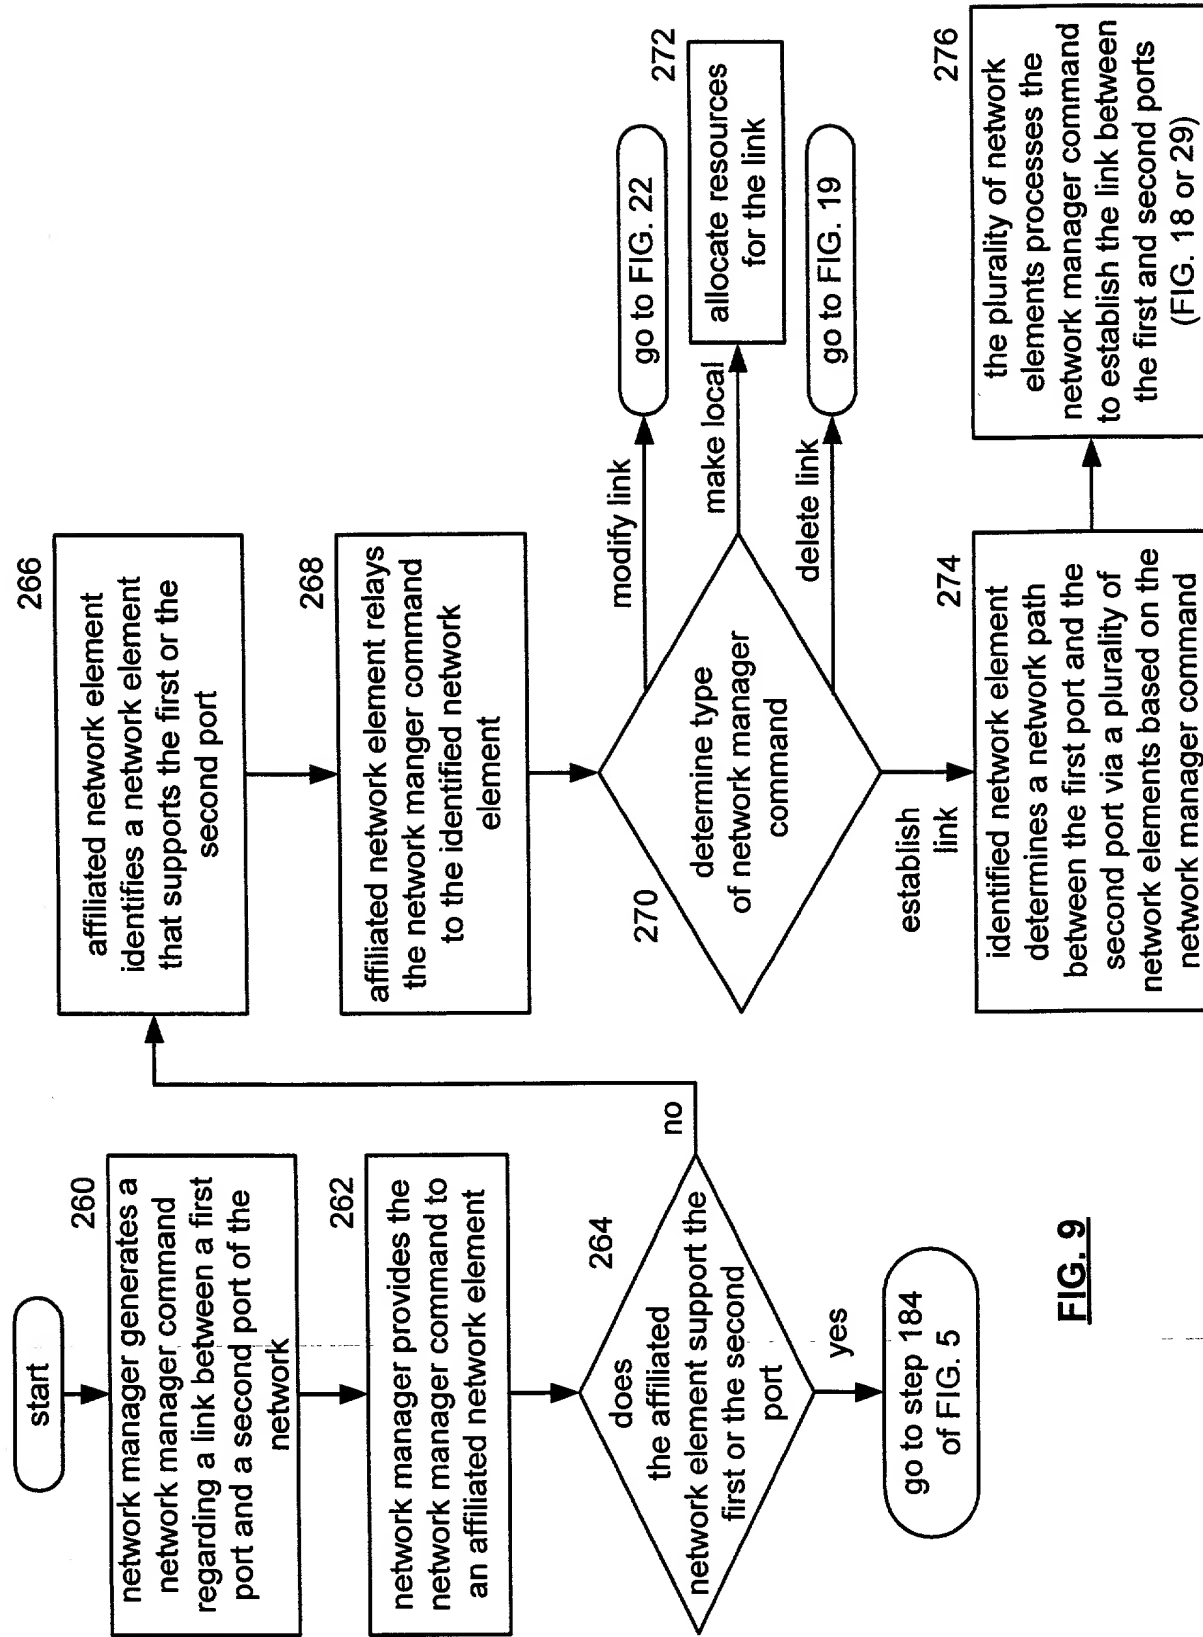 start
260
network manager generates a
network manager command
regarding a link between a first
port and a second port of the
network
262
network manager provides the
network manager command to
an affiliated network element
264
does
the affiliated
network element support the
first or the second
port
no
yes
go to step 184
of FIG. 5
266
affiliated network element
identifies a network element
that supports the first or the
second port
268
affiliated network element relays
the network manger command
to the identified network
element
270
determine type
of network manager
command
modify link
go to FIG. 22
make local
272
allocate resources
for the link
delete link
go to FIG. 19
establish
link
274
identified network element
determines a network path
between the first port and the
second port via a plurality of
network elements based on the
network manager command
276
the plurality of network
elements processes the
network manager command
to establish the link between
the first and second ports
(FIG. 18 or 29)
FIG. 9